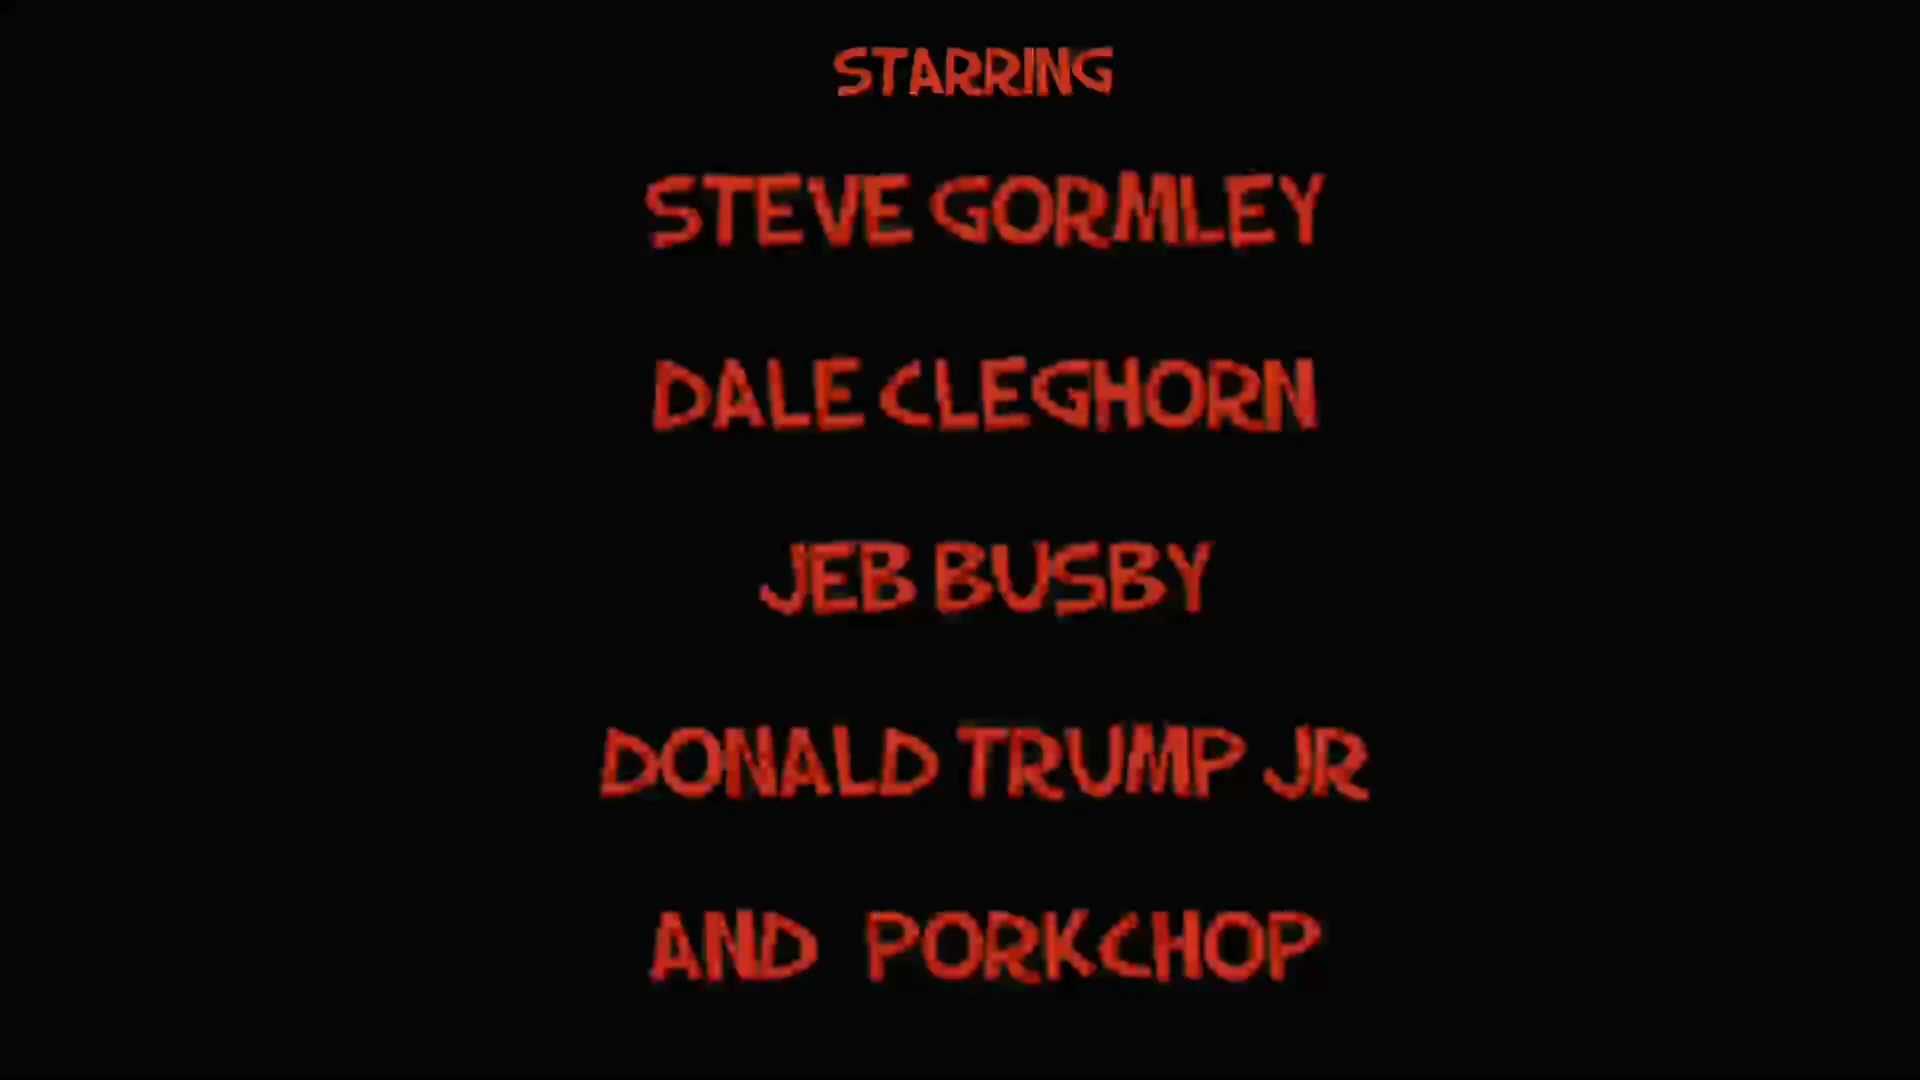 STARRING
STEVE GORMLEY
DALE CLEGHORN
JEB BUSBY
DONALD TRUMP JR
AND PORKCHOP